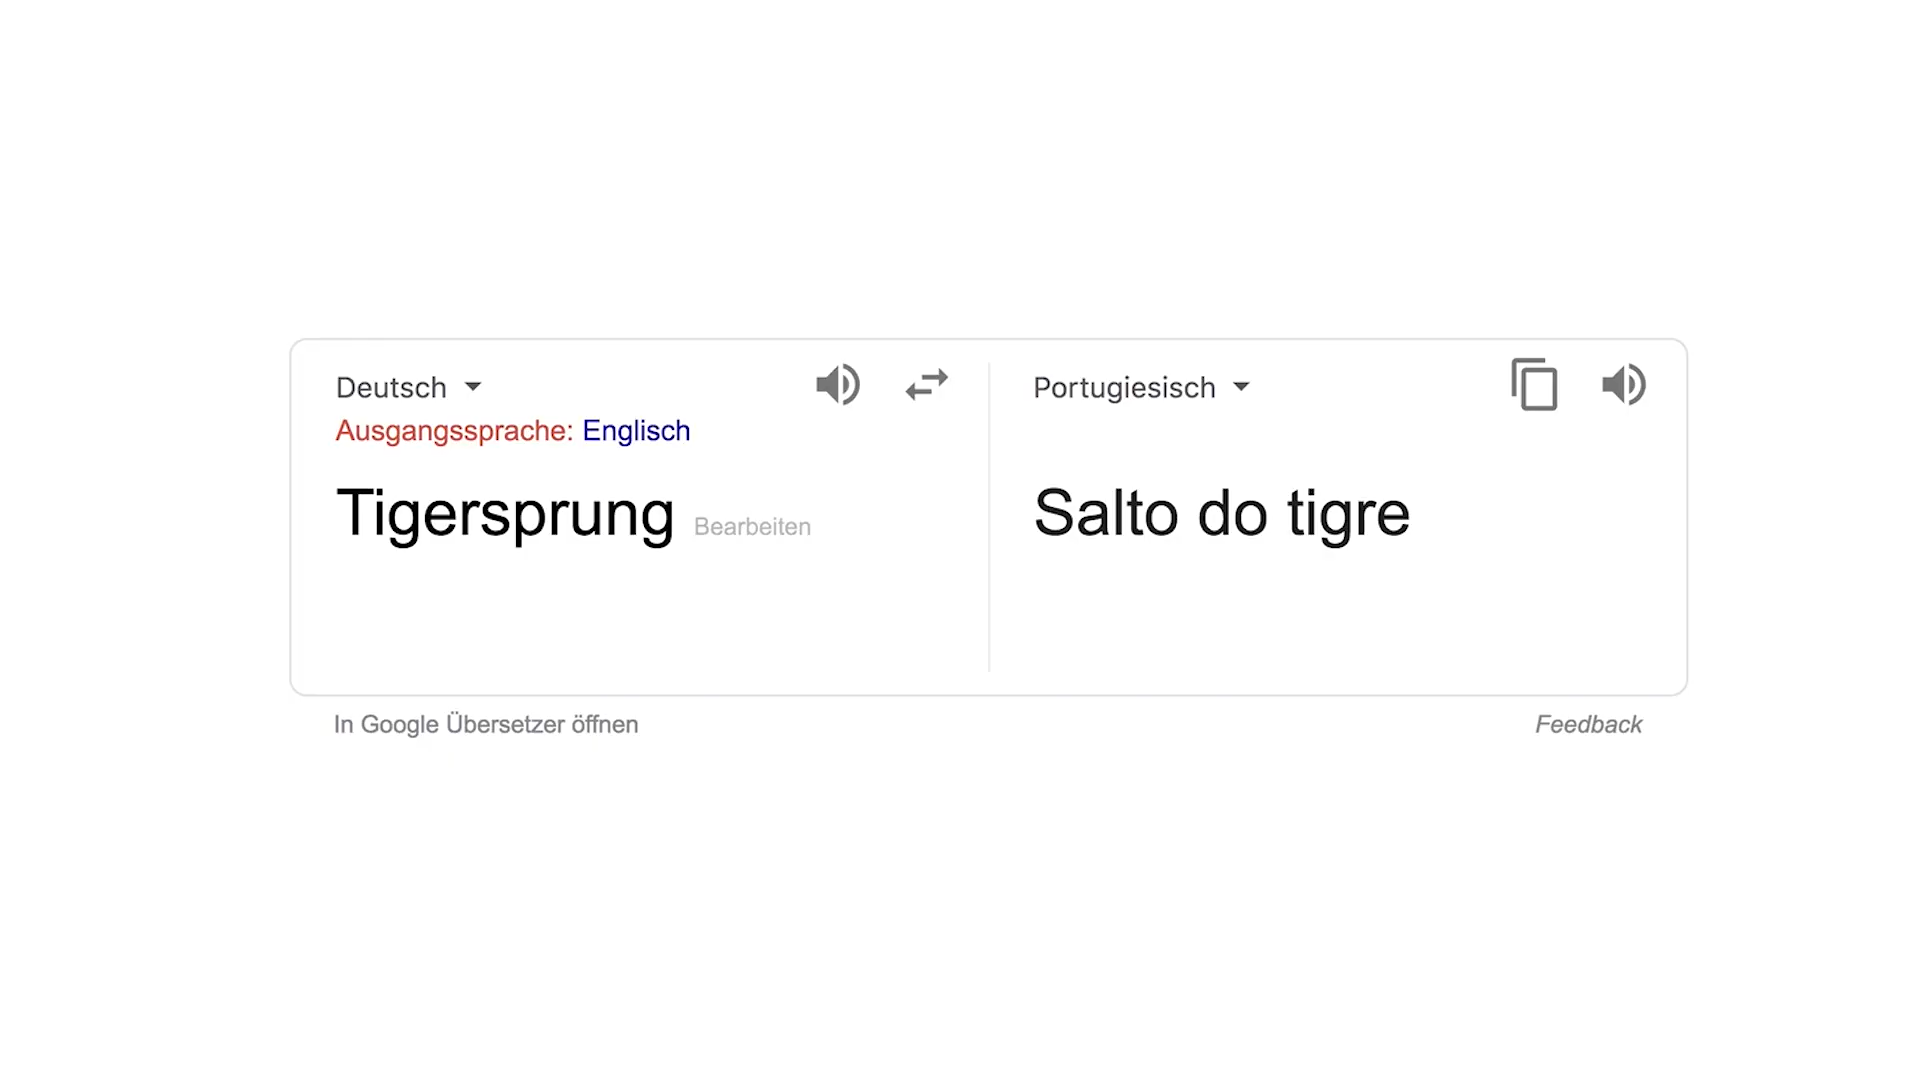 Deutsch
Ausgangssprache: Englisch
Tigersprung Bearbeiten
Portugiesisch
Salto do tigre
In Google Übersetzer öffnen
Feedback